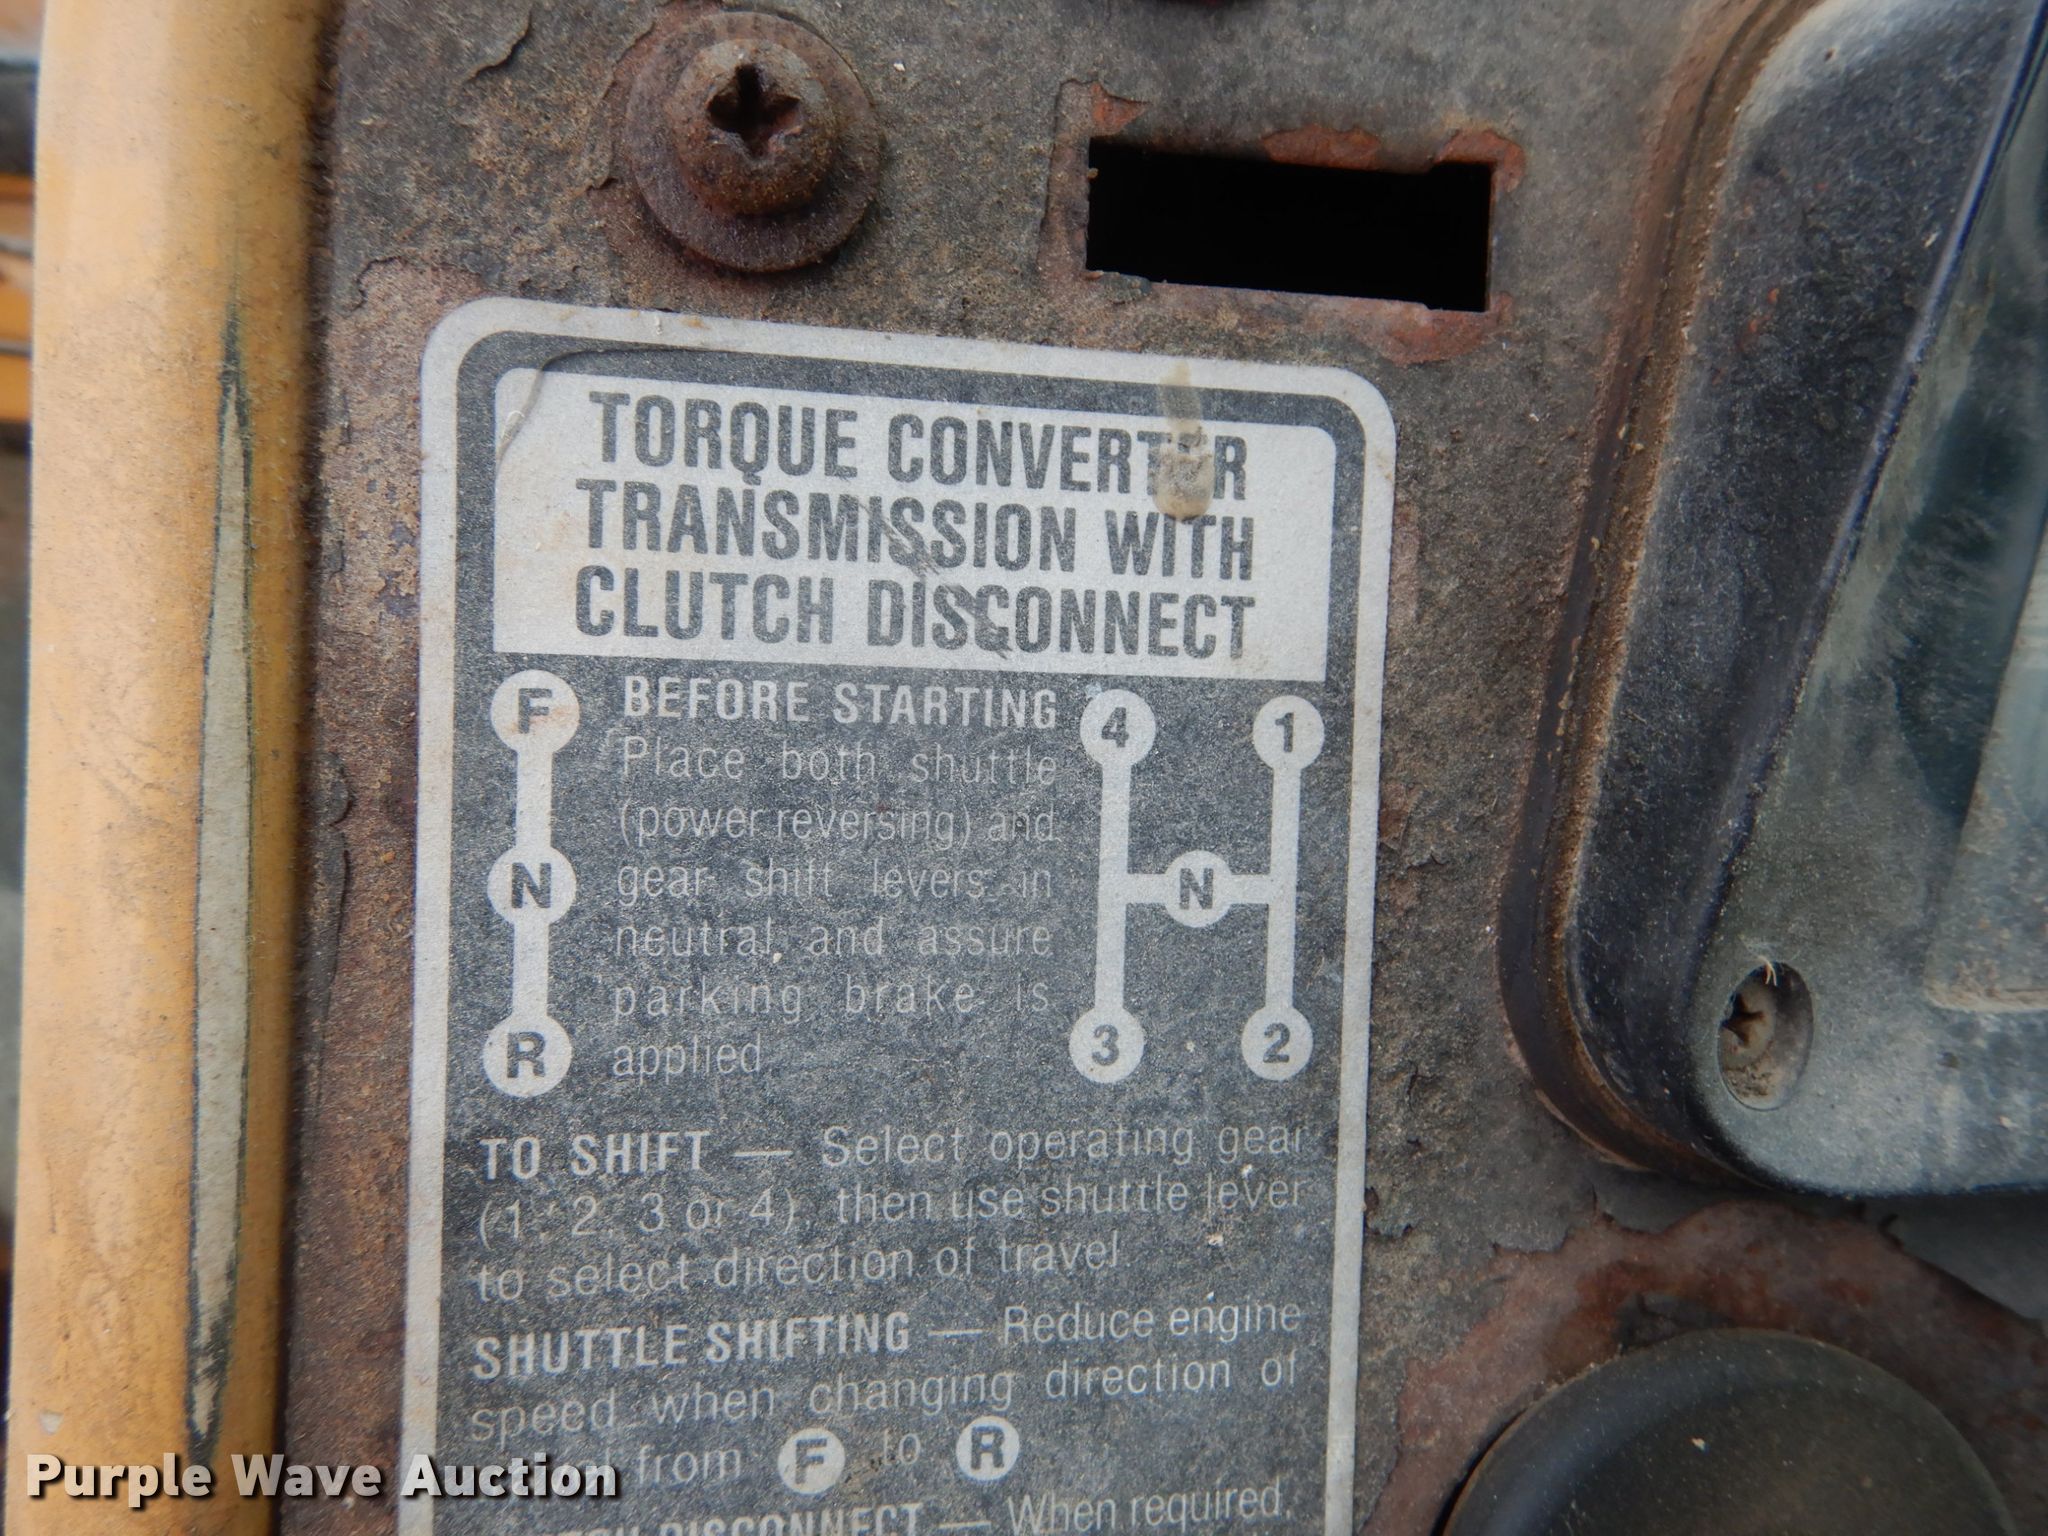 TORQUE CONVERTER
TRANSMISSION WITH
CLUTCH DISCONNECT
F
N
R
BEFORE STARTING
Place both shuttle
(power reversing) and
gear shift levers in
neutral, and assure
parking brake is
applied.
4 1
N
3 2
TO SHIFT — Select operating gear
(1, 2, 3 or 4), then use shuttle lever
to select direction of travel.
SHUTTLE SHIFTING — Reduce engine
speed when changing direction of
from F to R
DISCONNECT — When required,
Purple Wave Auction